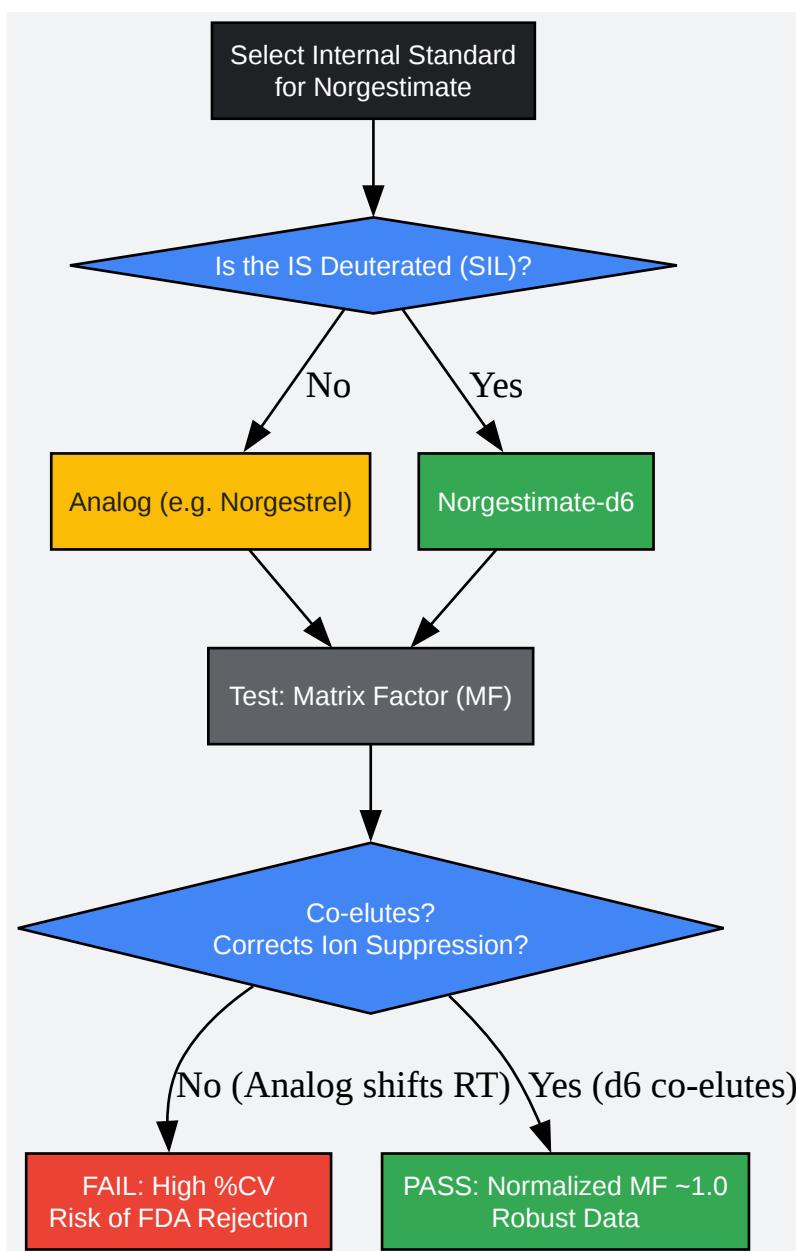 Select Internal Standard
for Norgestimate
Is the IS Deuterated (SIL)?
No
Yes
Analog (e.g. Norgestrel)
Norgestimate-d6
Test: Matrix Factor (MF)
Co-elutes?
Corrects Ion Suppression?
No (Analog shifts RT)
Yes (d6 co-elutes)
FAIL: High %CV
Risk of FDA Rejection
PASS: Normalized MF ~1.0
Robust Data